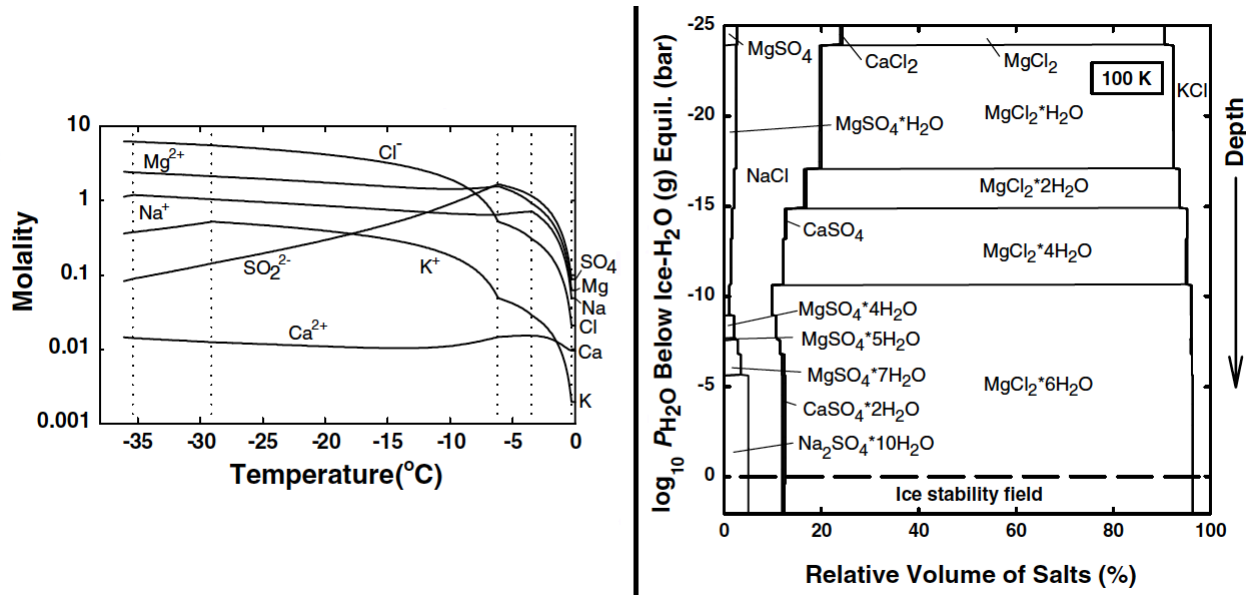 10
1
0.1
0.01
0.001
Molality
Cl-
Mg2+
Na+
SO22-
K+
Ca2+
SO4
Mg
Na
Cl
Ca
K
-35 -30 -25 -20 -15 -10 -5 0
Temperature(oC)
log10 PH2O Below Ice-H2O (g) Equil. (bar)
-25
-20
-15
-10
-5
0
MgSO4
CaCl2
MgCl2
100 K
KCl
MgCl2*H2O
MgSO4*H2O
NaCl
MgCl2*2H2O
CaSO4
MgCl2*4H2O
MgSO4*4H2O
MgSO4*5H2O
MgSO4*7H2O
MgCl2*6H2O
CaSO4*2H2O
Na2SO4*10H2O
Ice stability field
0 20 40 60 80 100
Relative Volume of Salts (%)
Depth